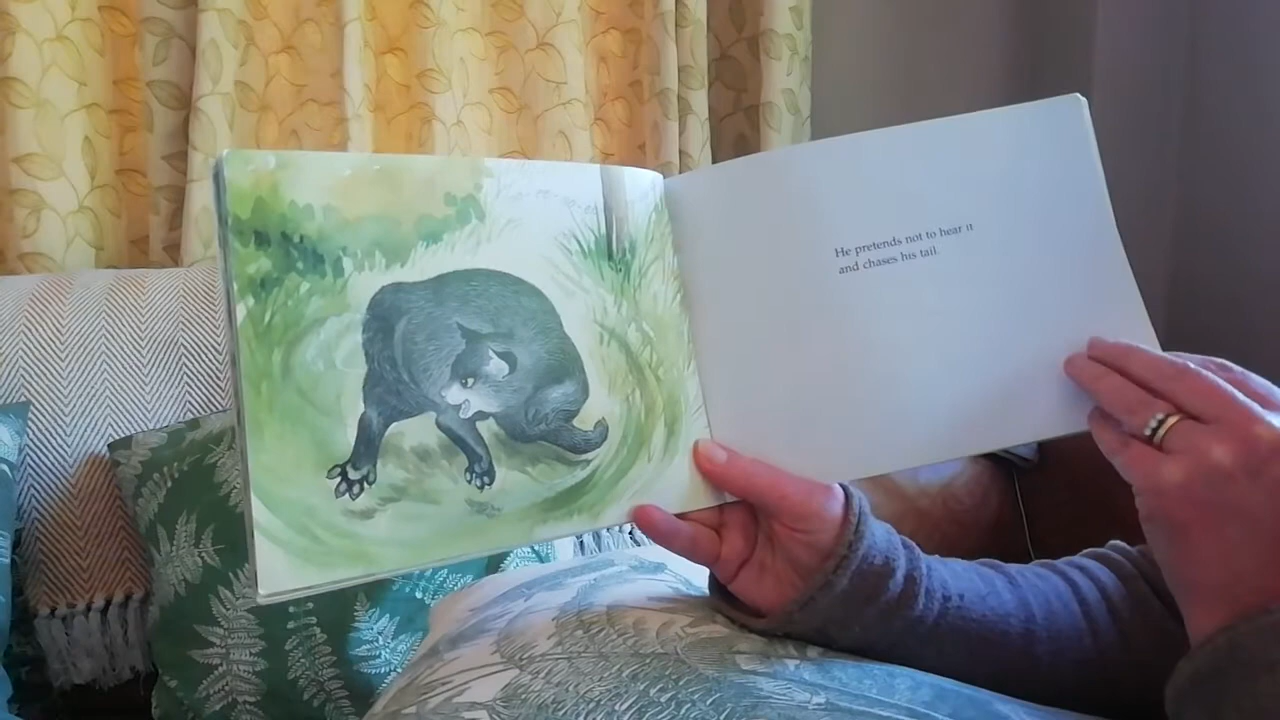 He pretends not to hear it
and chases his tail.